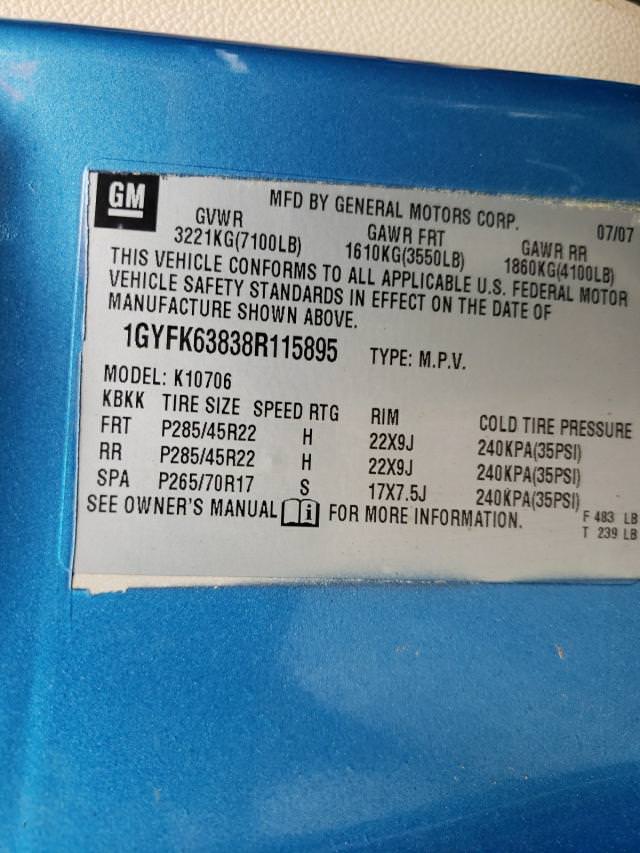 GM
MFD BY GENERAL MOTORS CORP. 07/07
GVWR GAWR FRT GAWR RR
3221KG(7100LB) 1610KG(3550LB) 1860KG(4100LB)
THIS VEHICLE CONFORMS TO ALL APPLICABLE U.S. FEDERAL MOTOR
VEHICLE SAFETY STANDARDS IN EFFECT ON THE DATE OF
MANUFACTURE SHOWN ABOVE.
1GYFK63838R115895 TYPE: M.P.V.
MODEL: K10706
KBKK TIRE SIZE SPEED RTG RIM COLD TIRE PRESSURE
FRT P285/45R22 H 22X9J 240KPA(35PSI)
RR P285/45R22 H 22X9J 240KPA(35PSI)
SPA P265/70R17 S 17X7.5J 240KPA(35PSI)
SEE OWNER'S MANUAL i FOR MORE INFORMATION.
F 483 LB
T 239 LB